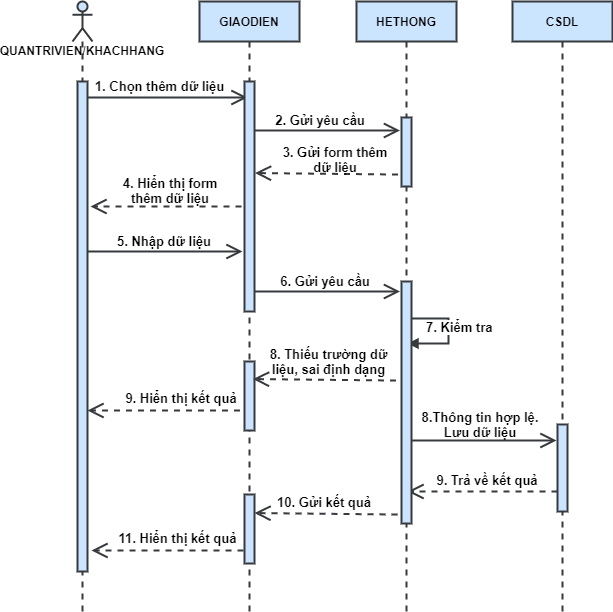 GIAODIEN
HETHONG
CSDL
QUANTRIVIEN/KHACHHANG
1. Chọn thêm dữ liệu
2. Gửi yêu cầu
3. Gửi form thêm
dữ liệu
4. Hiển thị form
thêm dữ liệu
5. Nhập dữ liệu
6. Gửi yêu cầu
7. Kiểm tra
8. Thiếu trường dữ
liệu, sai định dạng
9. Hiển thị kết quả
8.Thông tin hợp lệ.
Lưu dữ liệu
9. Trả về kết quả
10. Gửi kết quả
11. Hiển thị kết quả